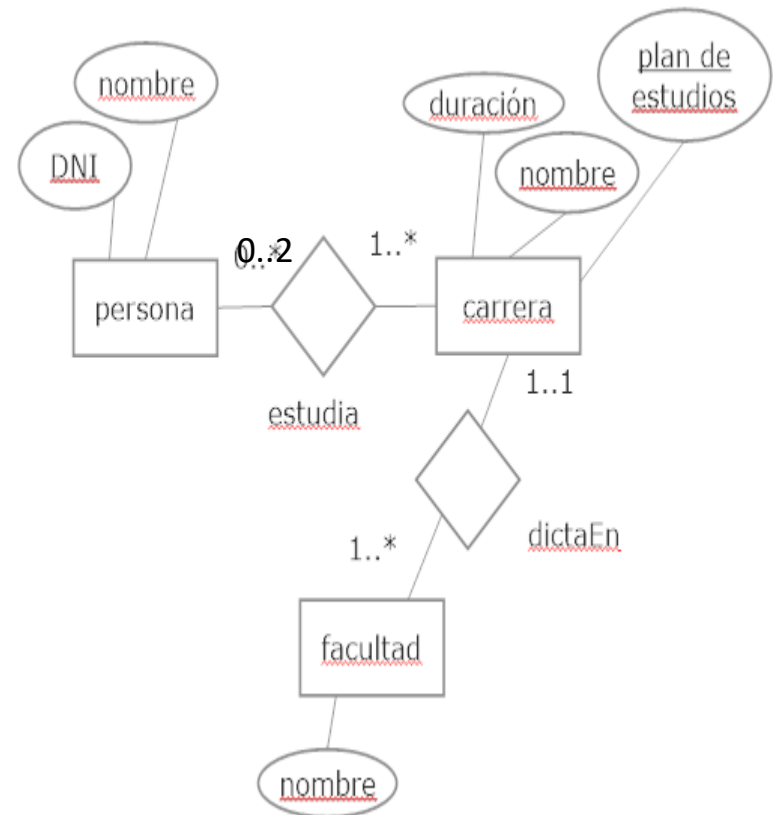 nombre
DNI
duración
nombre
plan de
estudios
0..2
0..*
1..*
persona
carrera
estudia
1..1
dictaEn
1..*
facultad
nombre